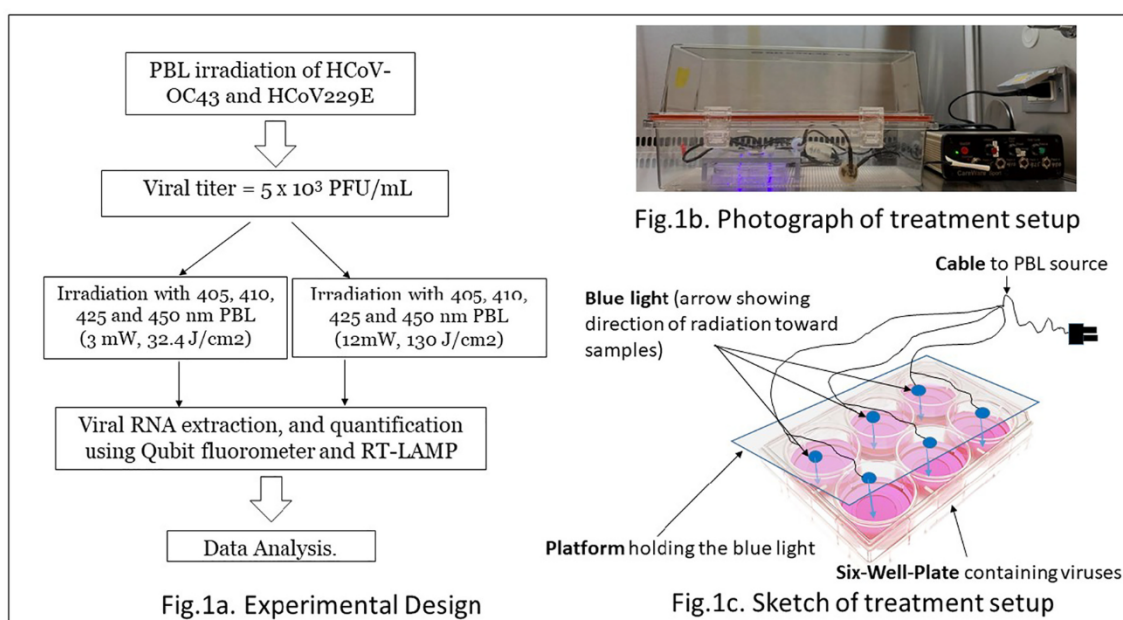 PBL irradiation of HCoV-
OC43 and HCoV229E
Viral titer = 5 x 10³ PFU/mL
Irradiation with 405, 410,
425 and 450 nm PBL
(3 mW, 32.4 J/cm2)
Irradiation with 405, 410,
425 and 450 nm PBL
(12mW, 130 J/cm2)
Viral RNA extraction, and quantification
using Qubit fluorometer and RT-LAMP
Data Analysis.
Fig.1a. Experimental Design
Fig.1b. Photograph of treatment setup
Cable to PBL source
Blue light (arrow showing
direction of radiation toward
samples)
Platform holding the blue light
Six-Well-Plate containing viruses
Fig.1c. Sketch of treatment setup